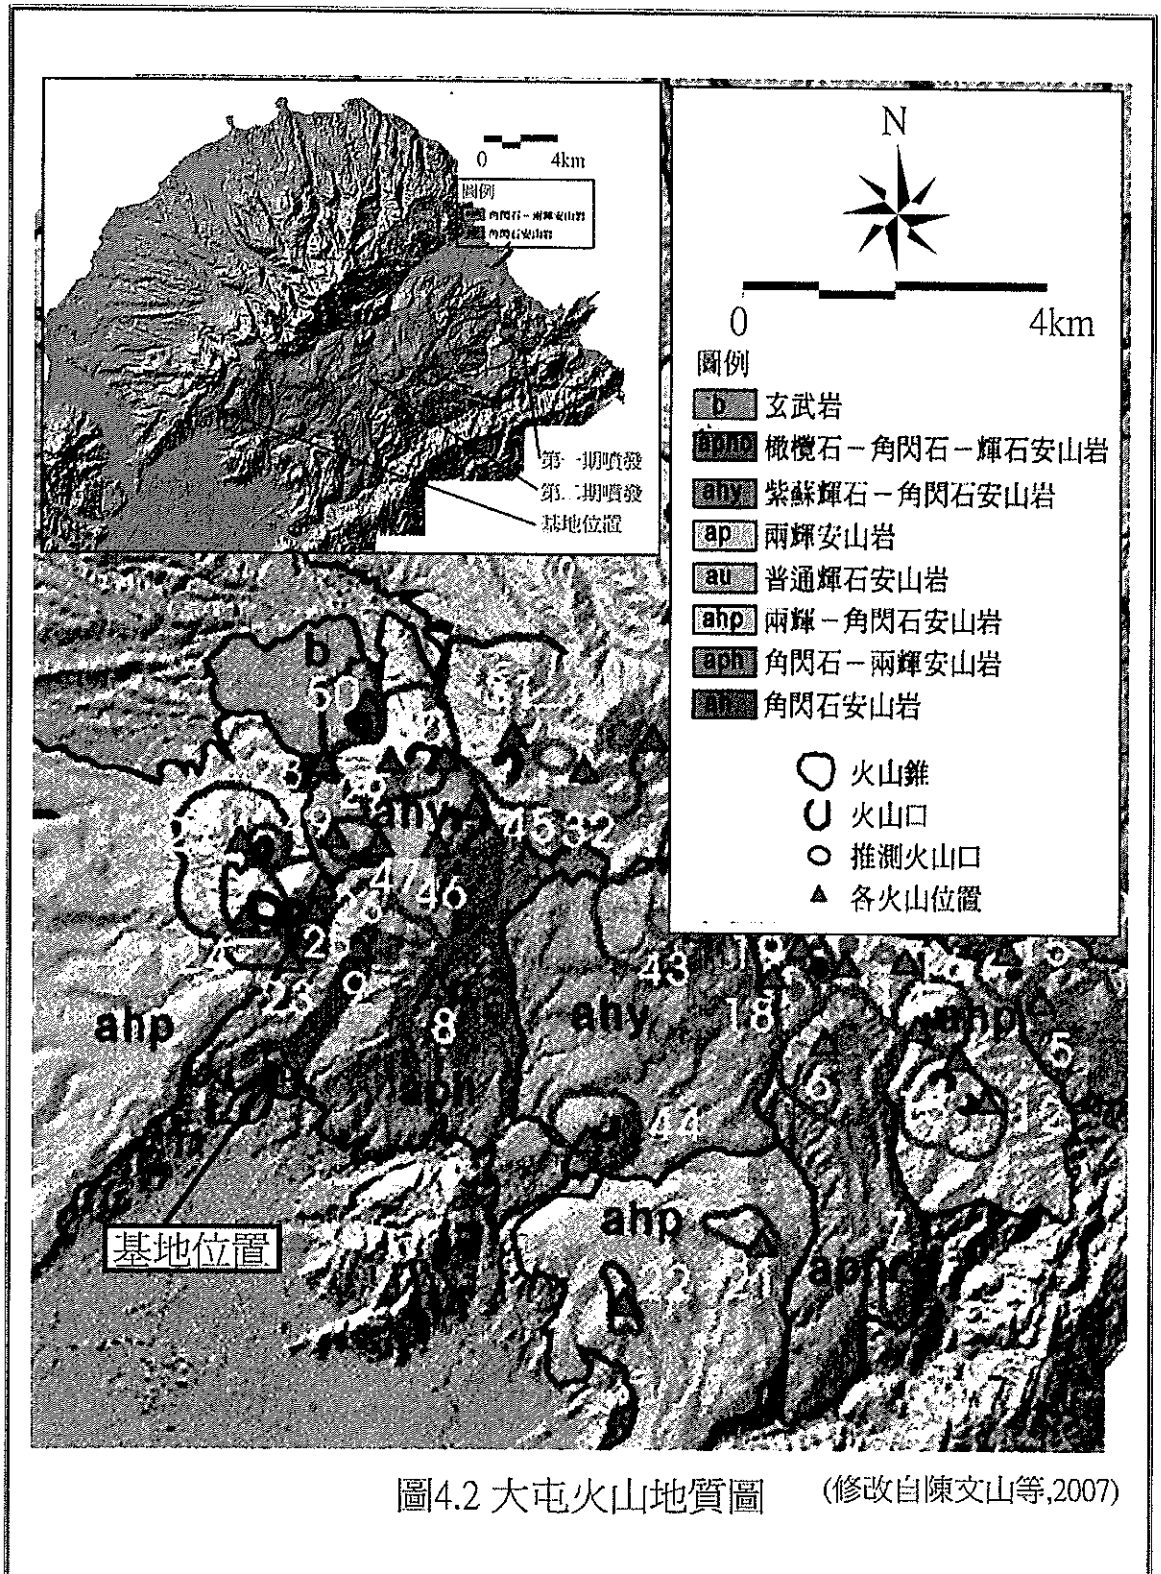 0 4km
圖例
角閃石-兩輝安山岩
角閃石安山岩
第一期噴發
第二期噴發
基地位置
N
0 4km
圖例
b 玄武岩
橄欖石-角閃石-輝石安山岩
ahy 紫蘇輝石-角閃石安山岩
ap 兩輝安山岩
au 普通輝石安山岩
ahp 兩輝-角閃石安山岩
aph 角閃石-兩輝安山岩
角閃石安山岩
火山錐
火山口
推測火山口
各火山位置
b
50
ahy
45 32
47 46
24
23
9
43
18
ahp
8
ahy
ahp
5
6
aph
44
ahp
22 21
基地位置
圖4.2 大屯火山地質圖 (修改自陳文山等,2007)